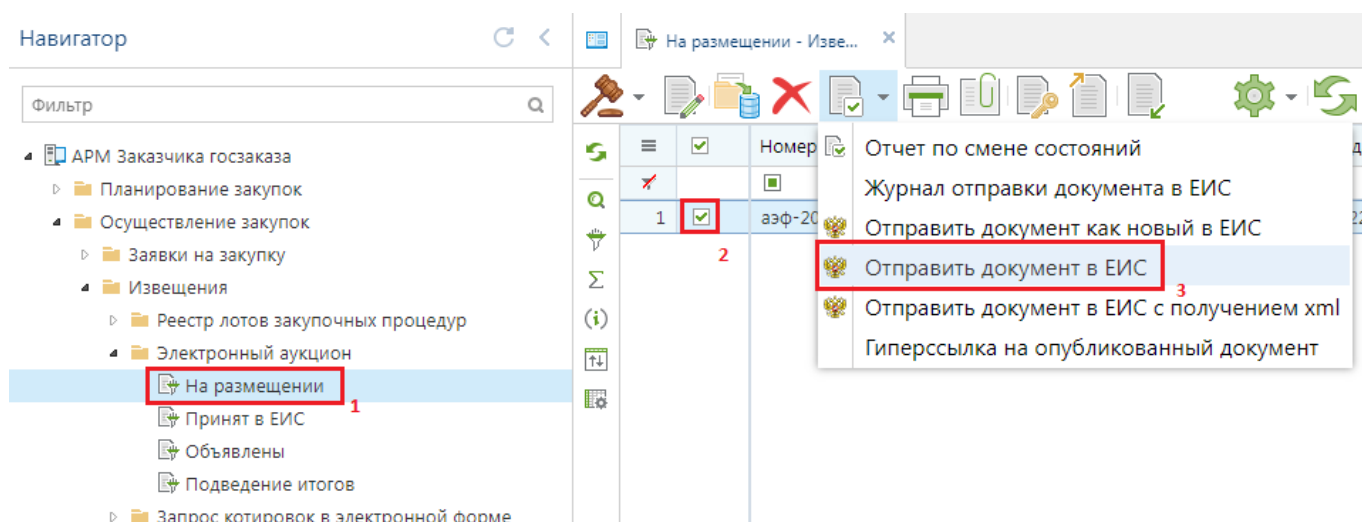 Навигатор
Фильтр
АРМ Заказчика госзаказа
Планирование закупок
Осуществление закупок
Заявки на закупку
Извещения
Реестр лотов закупочных процедур
Электронный аукцион
На размещении
1
Принят в ЕИС
Объявлены
Подведение итогов
Запрос котировок в электронной форме
На размещении - Изве...
Номер
1
аэф-20
2
Отчет по смене состояний
Журнал отправки документа в ЕИС
Отправить документ как новый в ЕИС
Отправить документ в ЕИС
3
Отправить документ в ЕИС с получением xml
Гиперссылка на опубликованный документ